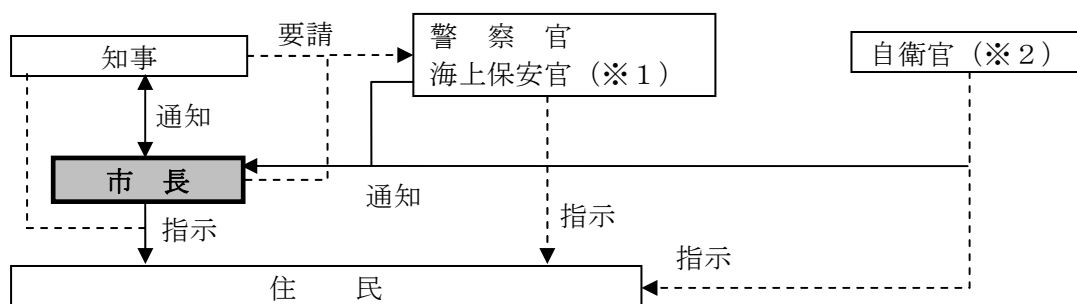 知事
要請
警 察 官
海上保安官（※１）
自衛官（※２）
通知
市 長
通知
指示
指示
指示
住 民